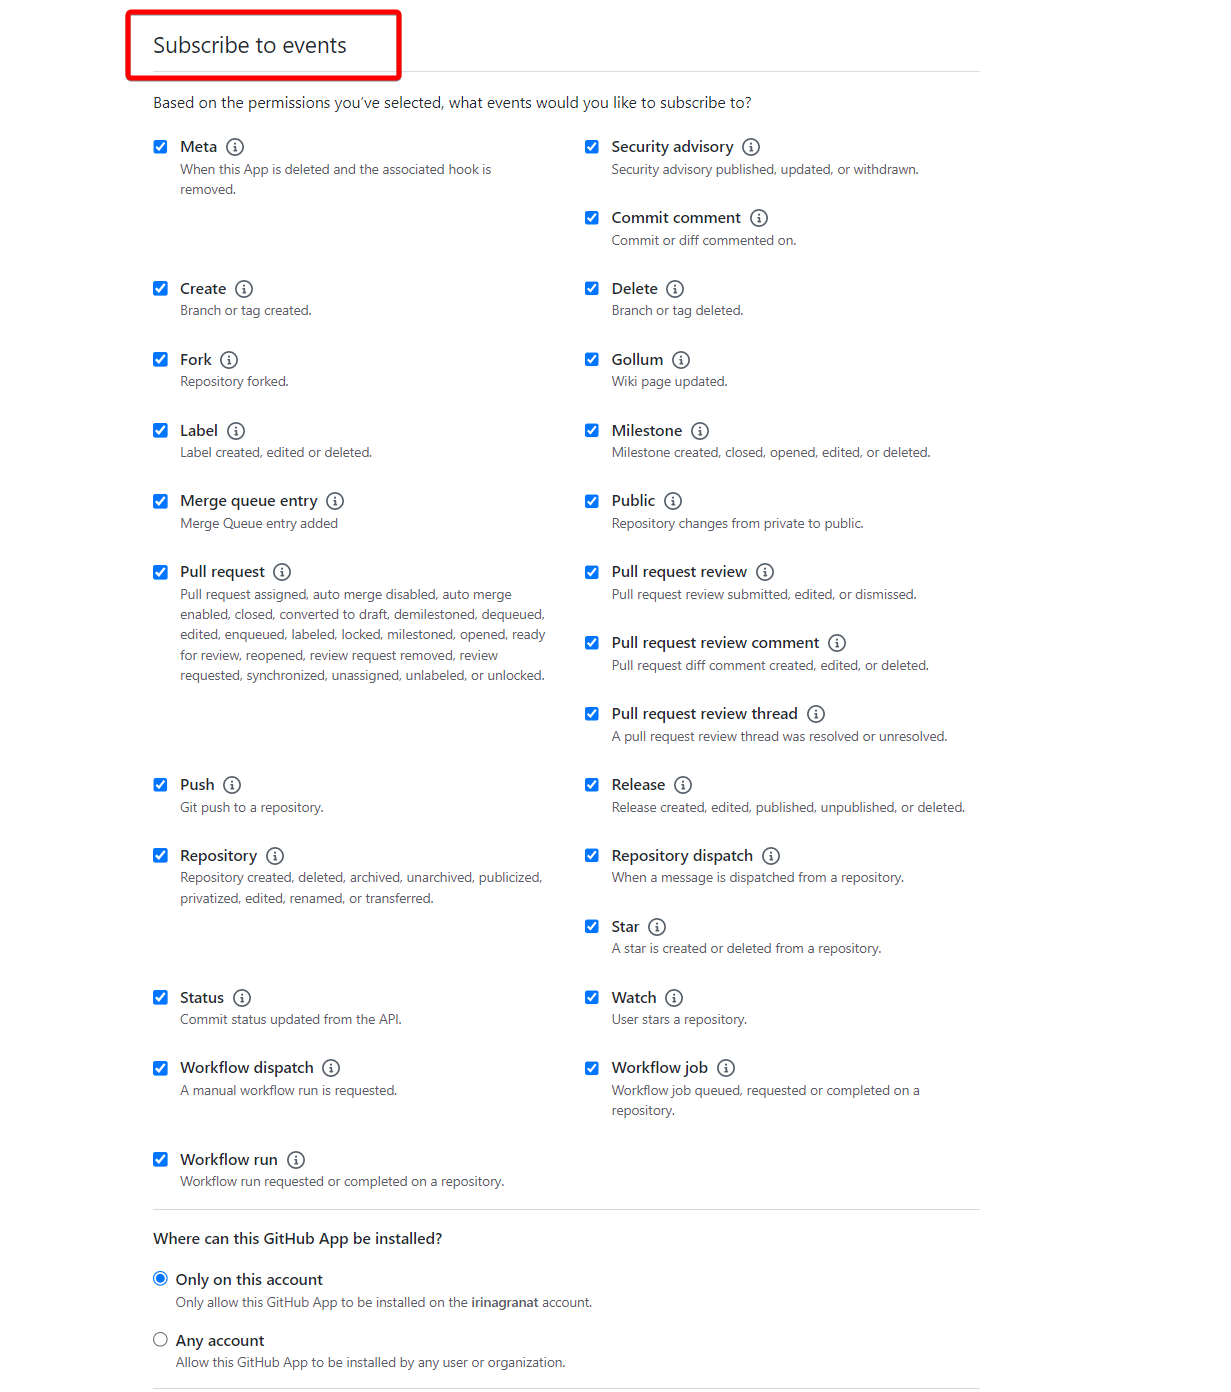 Subscribe to events
Based on the permissions you've selected, what events would you like to subscribe to?
Meta
When this App is deleted and the associated hook is
removed.
Security advisory
Security advisory published, updated, or withdrawn.
Commit comment
Commit or diff commented on.
Create
Branch or tag created.
Delete
Branch or tag deleted.
Fork
Repository forked.
Gollum
Wiki page updated.
Label
Label created, edited or deleted.
Milestone
Milestone created, closed, opened, edited, or deleted.
Merge queue entry
Merge Queue entry added
Public
Repository changes from private to public.
Pull request
Pull request assigned, auto merge disabled, auto merge
enabled, closed, converted to draft, demilestoned, dequeued,
edited, enqueued, labeled, locked, milestoned, opened, ready
for review, reopened, review request removed, review
requested, synchronized, unassigned, unlabeled, or unlocked.
Pull request review
Pull request review submitted, edited, or dismissed.
Pull request review comment
Pull request diff comment created, edited, or deleted.
Pull request review thread
A pull request review thread was resolved or unresolved.
Push
Git push to a repository.
Release
Release created, edited, published, unpublished, or deleted.
Repository
Repository created, deleted, archived, unarchived, publicized,
privatized, edited, renamed, or transferred.
Repository dispatch
When a message is dispatched from a repository.
Star
A star is created or deleted from a repository.
Status
Commit status updated from the API.
Watch
User stars a repository.
Workflow dispatch
A manual workflow run is requested.
Workflow job
Workflow job queued, requested or completed on a
repository.
Workflow run
Workflow run requested or completed on a repository.
Where can this GitHub App be installed?
Only on this account
Only allow this GitHub App to be installed on the irinagranat account.
Any account
Allow this GitHub App to be installed by any user or organization.